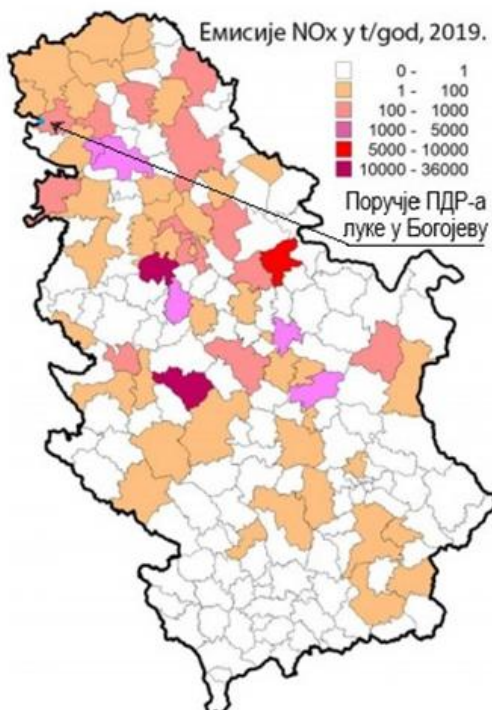 Емисије NOx у t/год, 2019.
0 - 1
1 - 100
100 - 1000
1000 - 5000
5000 - 10000
10000 - 36000
Поручје ПДР-а
луке у Богојеву